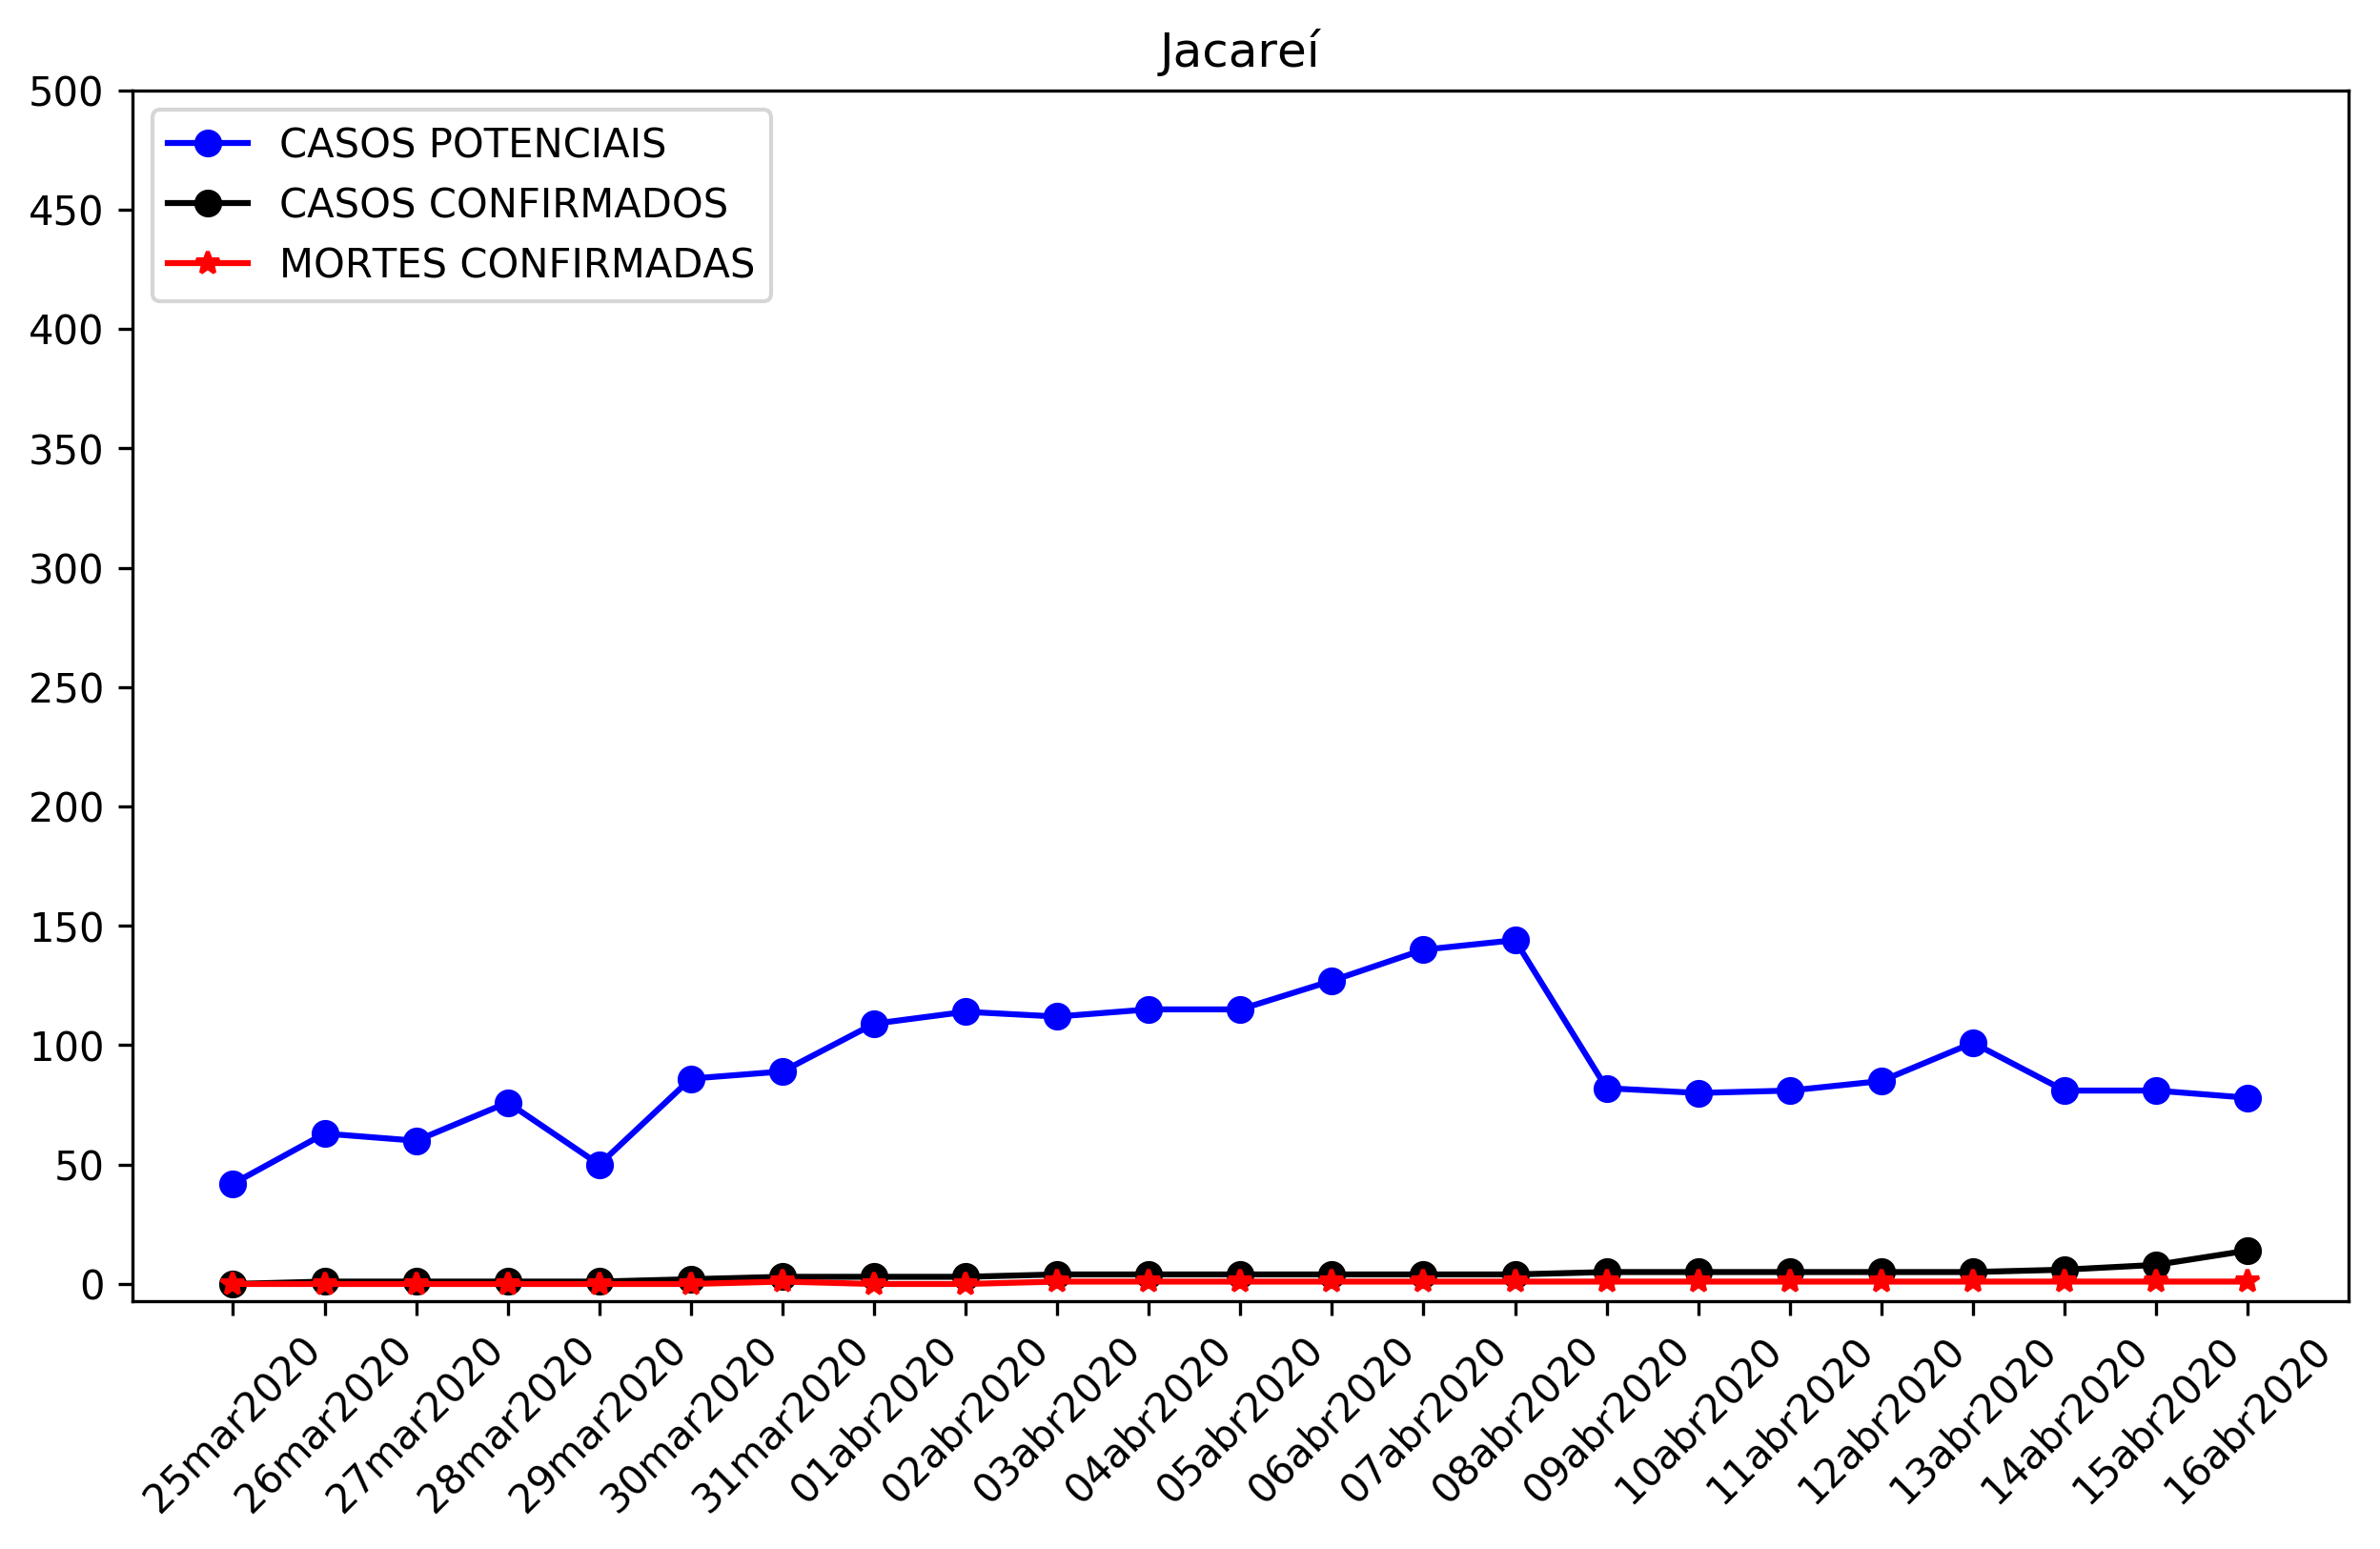 Jacareí
500
450
400
350
300
250
200
150
100
50
0
CASOS POTENCIAIS
CASOS CONFIRMADOS
MORTES CONFIRMADAS
25mar2020
26mar2020
27mar2020
28mar2020
29mar2020
30mar2020
31mar2020
01abr2020
02abr2020
03abr2020
04abr2020
05abr2020
06abr2020
07abr2020
08abr2020
09abr2020
10abr2020
11abr2020
12abr2020
13abr2020
14abr2020
15abr2020
16abr2020